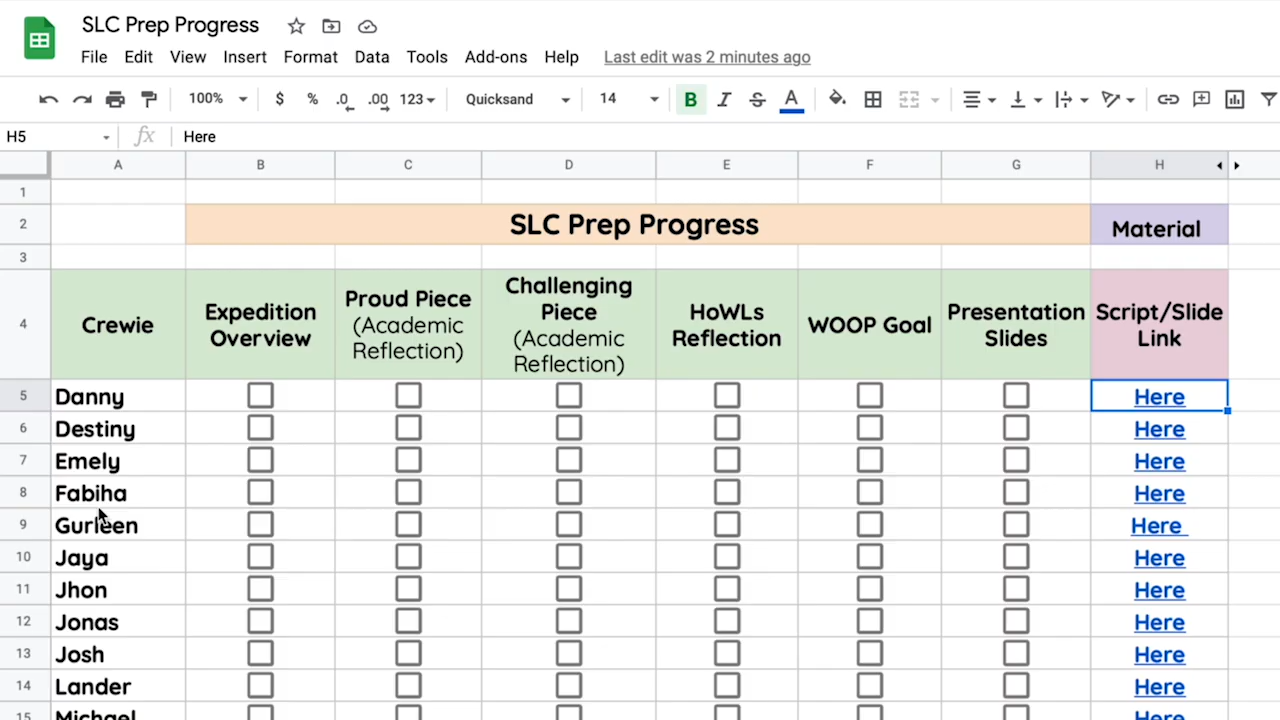 SLC Prep Progress
File Edit View Insert Format Data Tools Add-ons Help Last edit was 2 minutes ago
100% $ % .0 .00 123 Quicksand 14 B I S A
H5 fx Here
A B C D E F G H
1
2 SLC Prep Progress Material
3
4 Crewie Expedition Overview Proud Piece (Academic Reflection) Challenging Piece (Academic Reflection) HoWLs Reflection WOOP Goal Presentation Slides Script/Slide Link
5 Danny Here
6 Destiny Here
7 Emely Here
8 Fabiha Here
9 Gurleen Here
10 Jaya Here
11 Jhon Here
12 Jonas Here
13 Josh Here
14 Lander Here
15 Michael Here